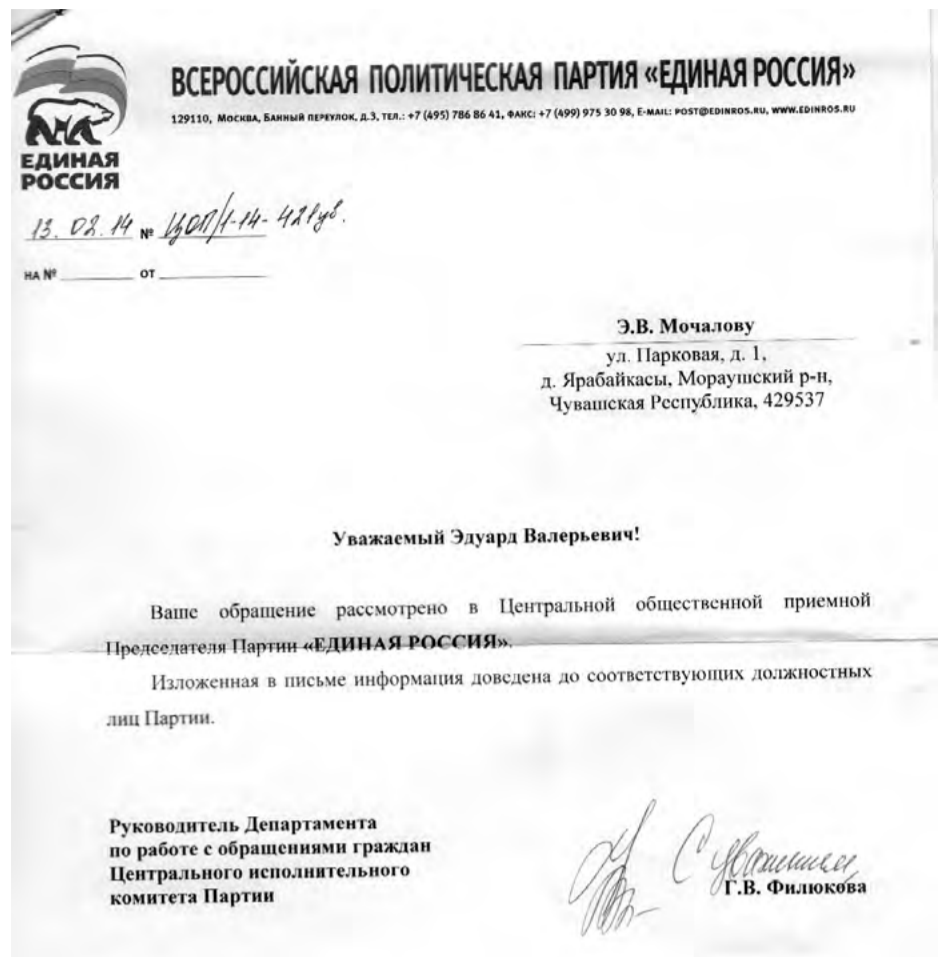 ВСЕРОССИЙСКАЯ ПОЛИТИЧЕСКАЯ ПАРТИЯ «ЕДИНАЯ РОССИЯ»
129110, Москва, Банный переулок, д.3, тел.: +7 (495) 786 86 41, факс: +7 (499) 975 30 98, E-mail: post@edinros.ru, www.edinros.ru
ЕДИНАЯ
РОССИЯ
13. 02. 14 № ЦОП/1-14-
НА № ОТ
Э.В. Мочалову
ул. Парковая, д. 1,
д. Ярабайкасы, Мораушский р-н,
Чувашская Республика, 429537
Уважаемый Эдуард Валерьевич!
Ваше обращение рассмотрено в Центральной общественной приемной
Председателя Партии «ЕДИНАЯ РОССИЯ».
Изложенная в письме информация доведена до соответствующих должностных
лиц Партии.
Руководитель Департамента
по работе с обращениями граждан
Центрального исполнительного
комитета Партии
С уважением,
Г.В. Филюкова